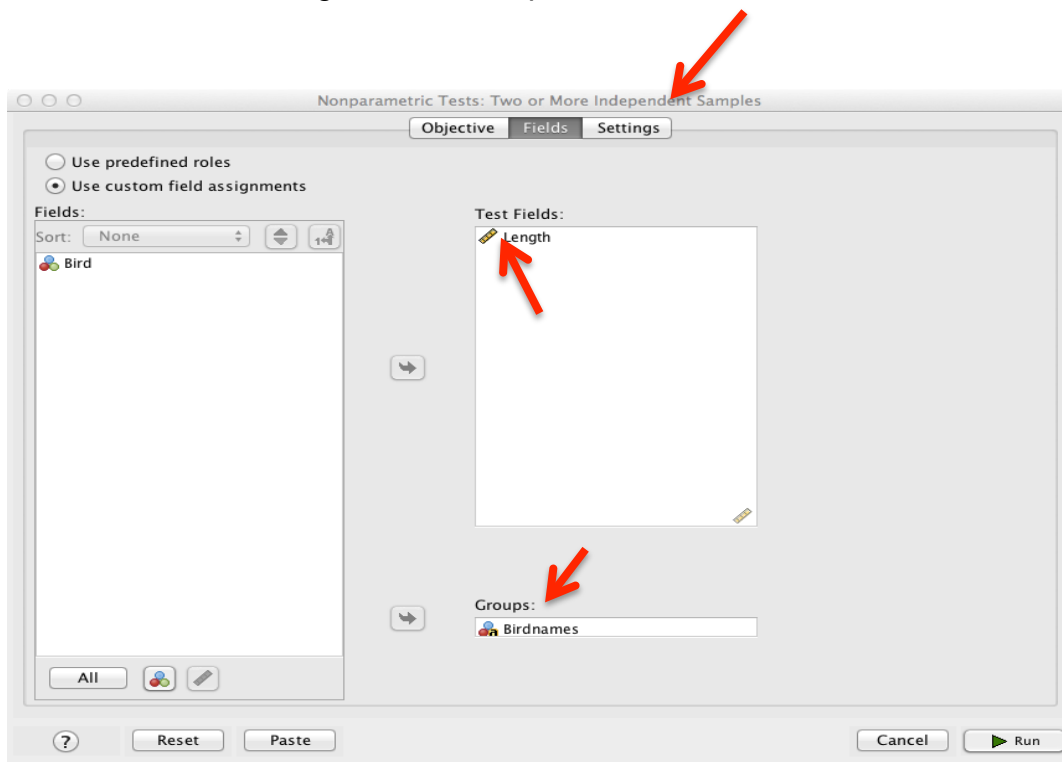 Nonparametric Tests: Two or More Independent Samples
Objective Fields Settings
Use predefined roles
Use custom field assignments
Fields:
Sort: None
Bird
Test Fields:
Length
Groups:
Birdnames
All
? Reset Paste Cancel Run